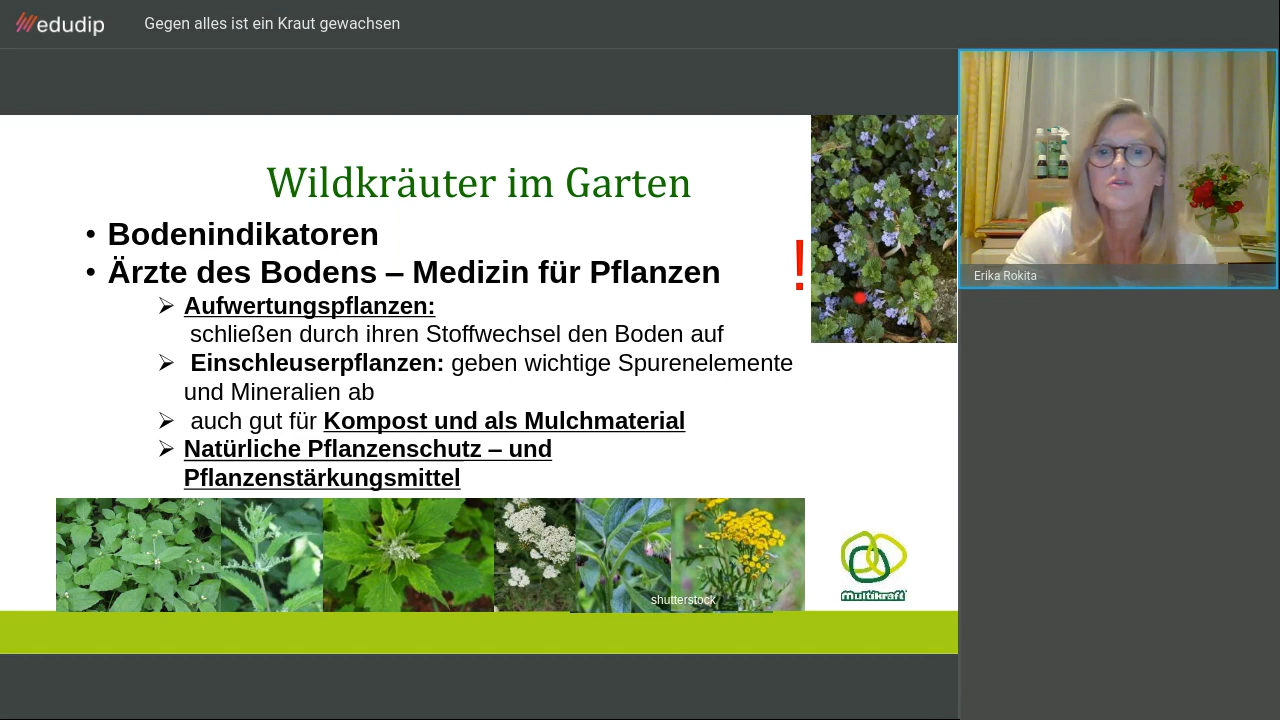 edudip
Gegen alles ist ein Kraut gewachsen
Wildkräuter im Garten
• Bodenindikatoren
• Ärzte des Bodens – Medizin für Pflanzen
!
➢ Aufwertungspflanzen:
schließen durch ihren Stoffwechsel den Boden auf
➢ Einschleuserpflanzen: geben wichtige Spurenelemente
und Mineralien ab
➢ auch gut für Kompost und als Mulchmaterial
➢ Natürliche Pflanzenschutz – und
Pflanzenstärkungsmittel
shutterstock
Multikraft
Erika Rokita